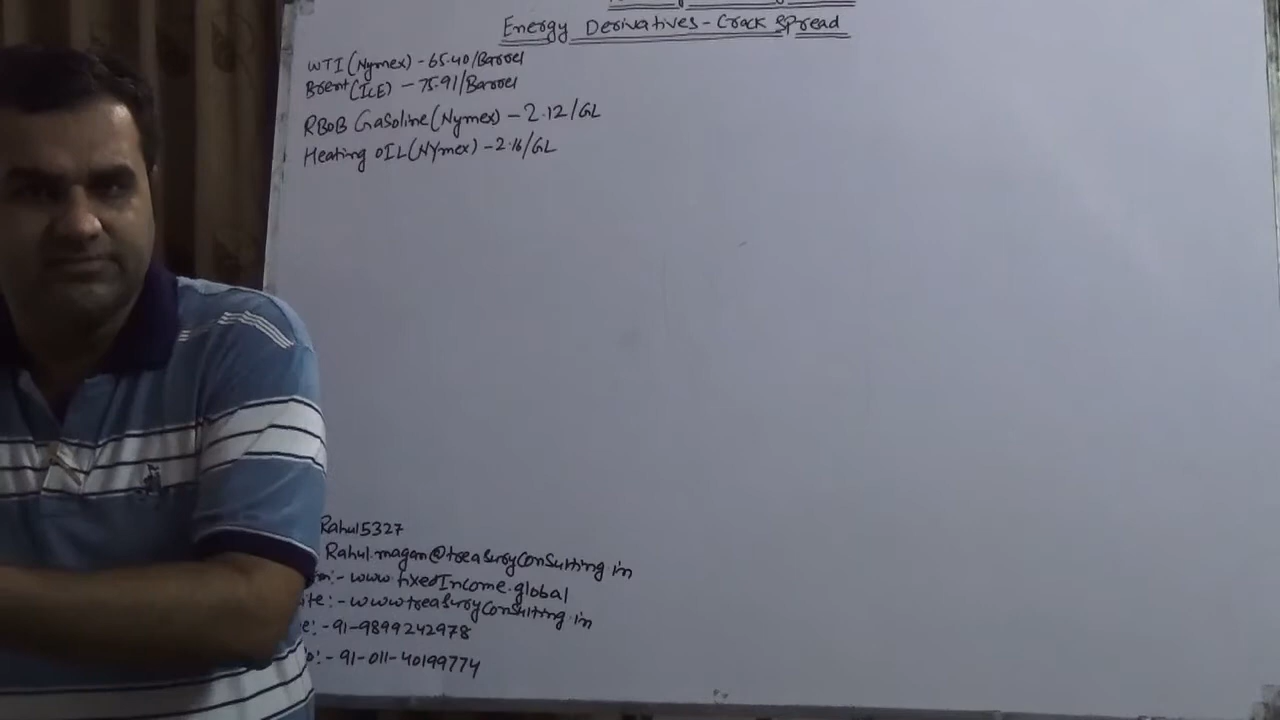 Energy Derivatives - Crack Spread
WTI (Nymex) - 65.40/Barrel
Brent (ICE) - 75.91/Barrel
RBOB Gasoline (Nymex) - 2.12/GL
Heating OIL (NYmex) - 2.16/GL
Rahul5327
Rahul.magan@treasuryconsulting.in
:- www.fixedIncome.global
:- www.treasuryconsulting.in
:- 91-9899242978
:- 91-011-40199774